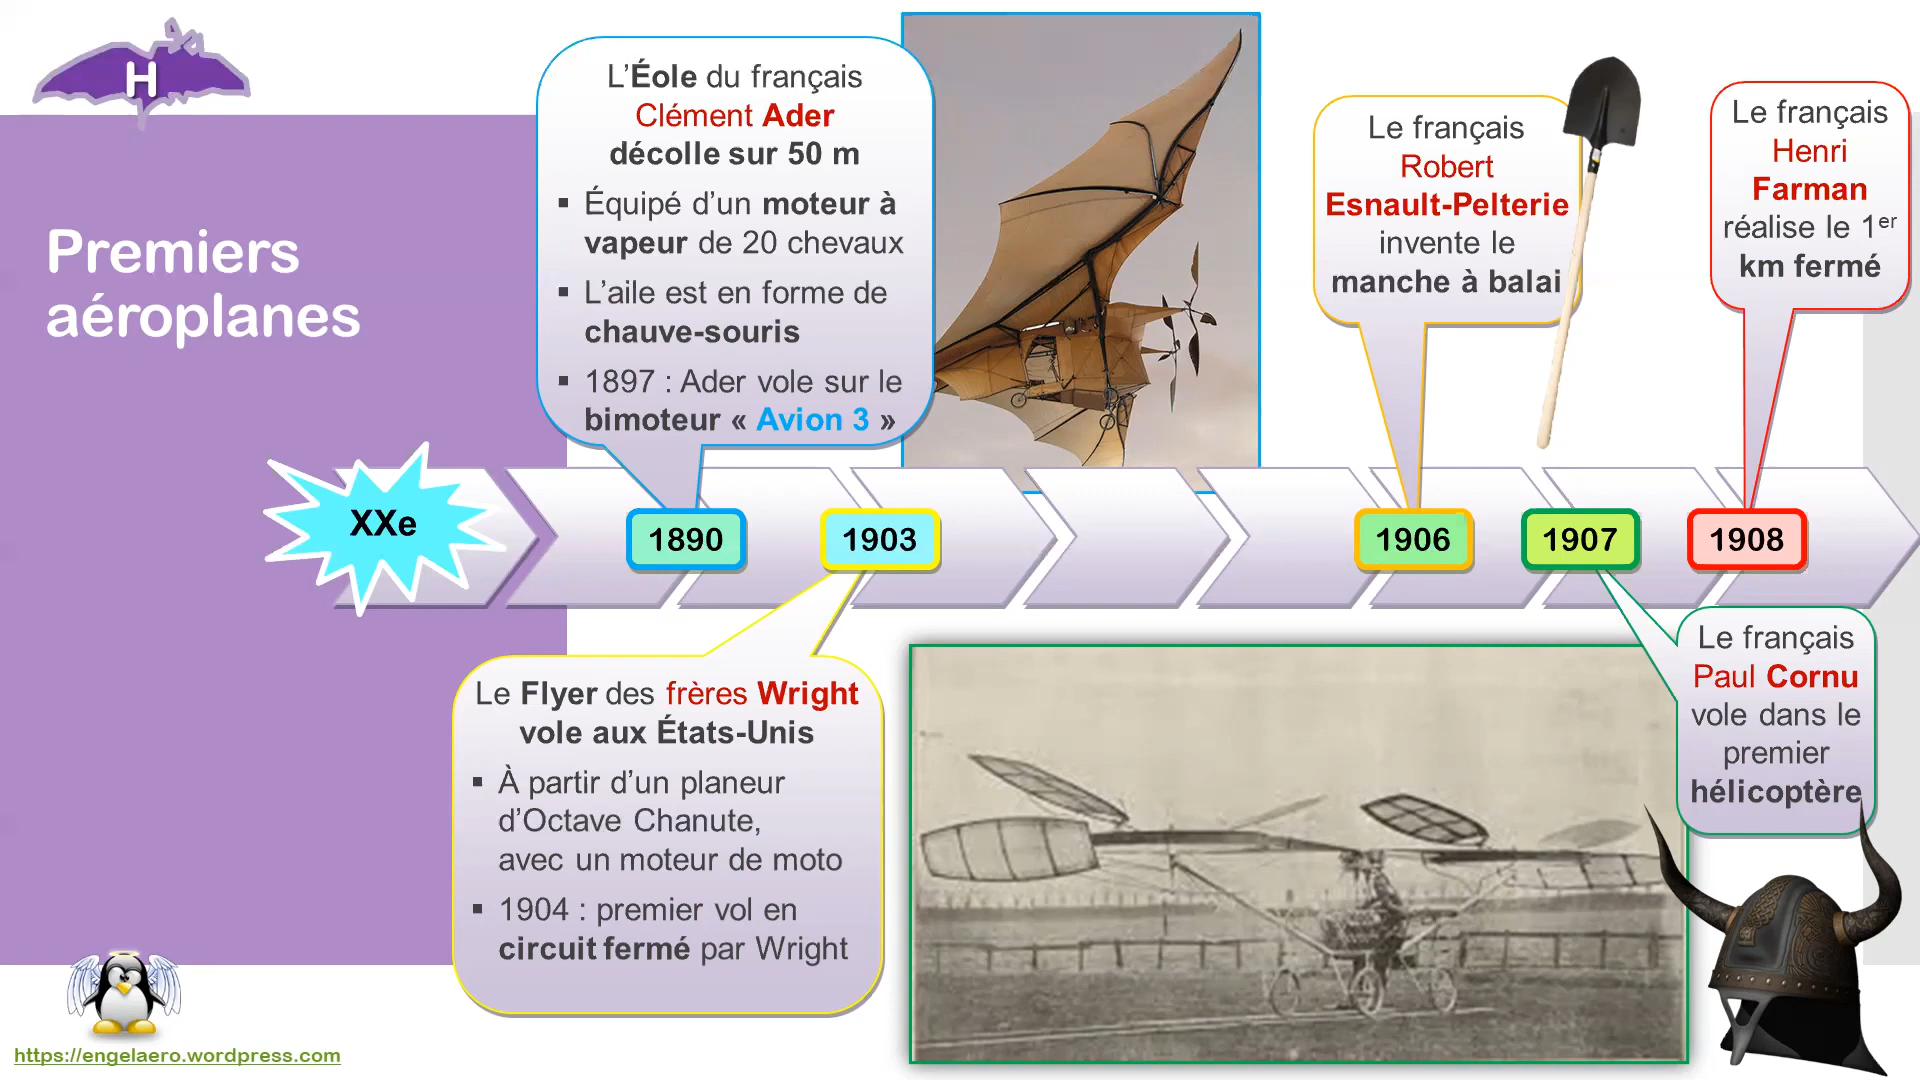 H
Premiers
aéroplanes
L’Éole du français
Clément Ader
décolle sur 50 m
▪ Équipé d’un moteur à
vapeur de 20 chevaux
▪ L’aile est en forme de
chauve-souris
▪ 1897 : Ader vole sur le
bimoteur « Avion 3 »
Le français
Robert
Esnault-Pelterie
invente le
manche à balai
Le français
Henri
Farman
réalise le 1er
km fermé
XXe
1890
1903
1906
1907
1908
Le Flyer des frères Wright
vole aux États-Unis
▪ À partir d’un planeur
d’Octave Chanute,
avec un moteur de moto
▪ 1904 : premier vol en
circuit fermé par Wright
Le français
Paul Cornu
vole dans le
premier
hélicoptère
https://engelaero.wordpress.com